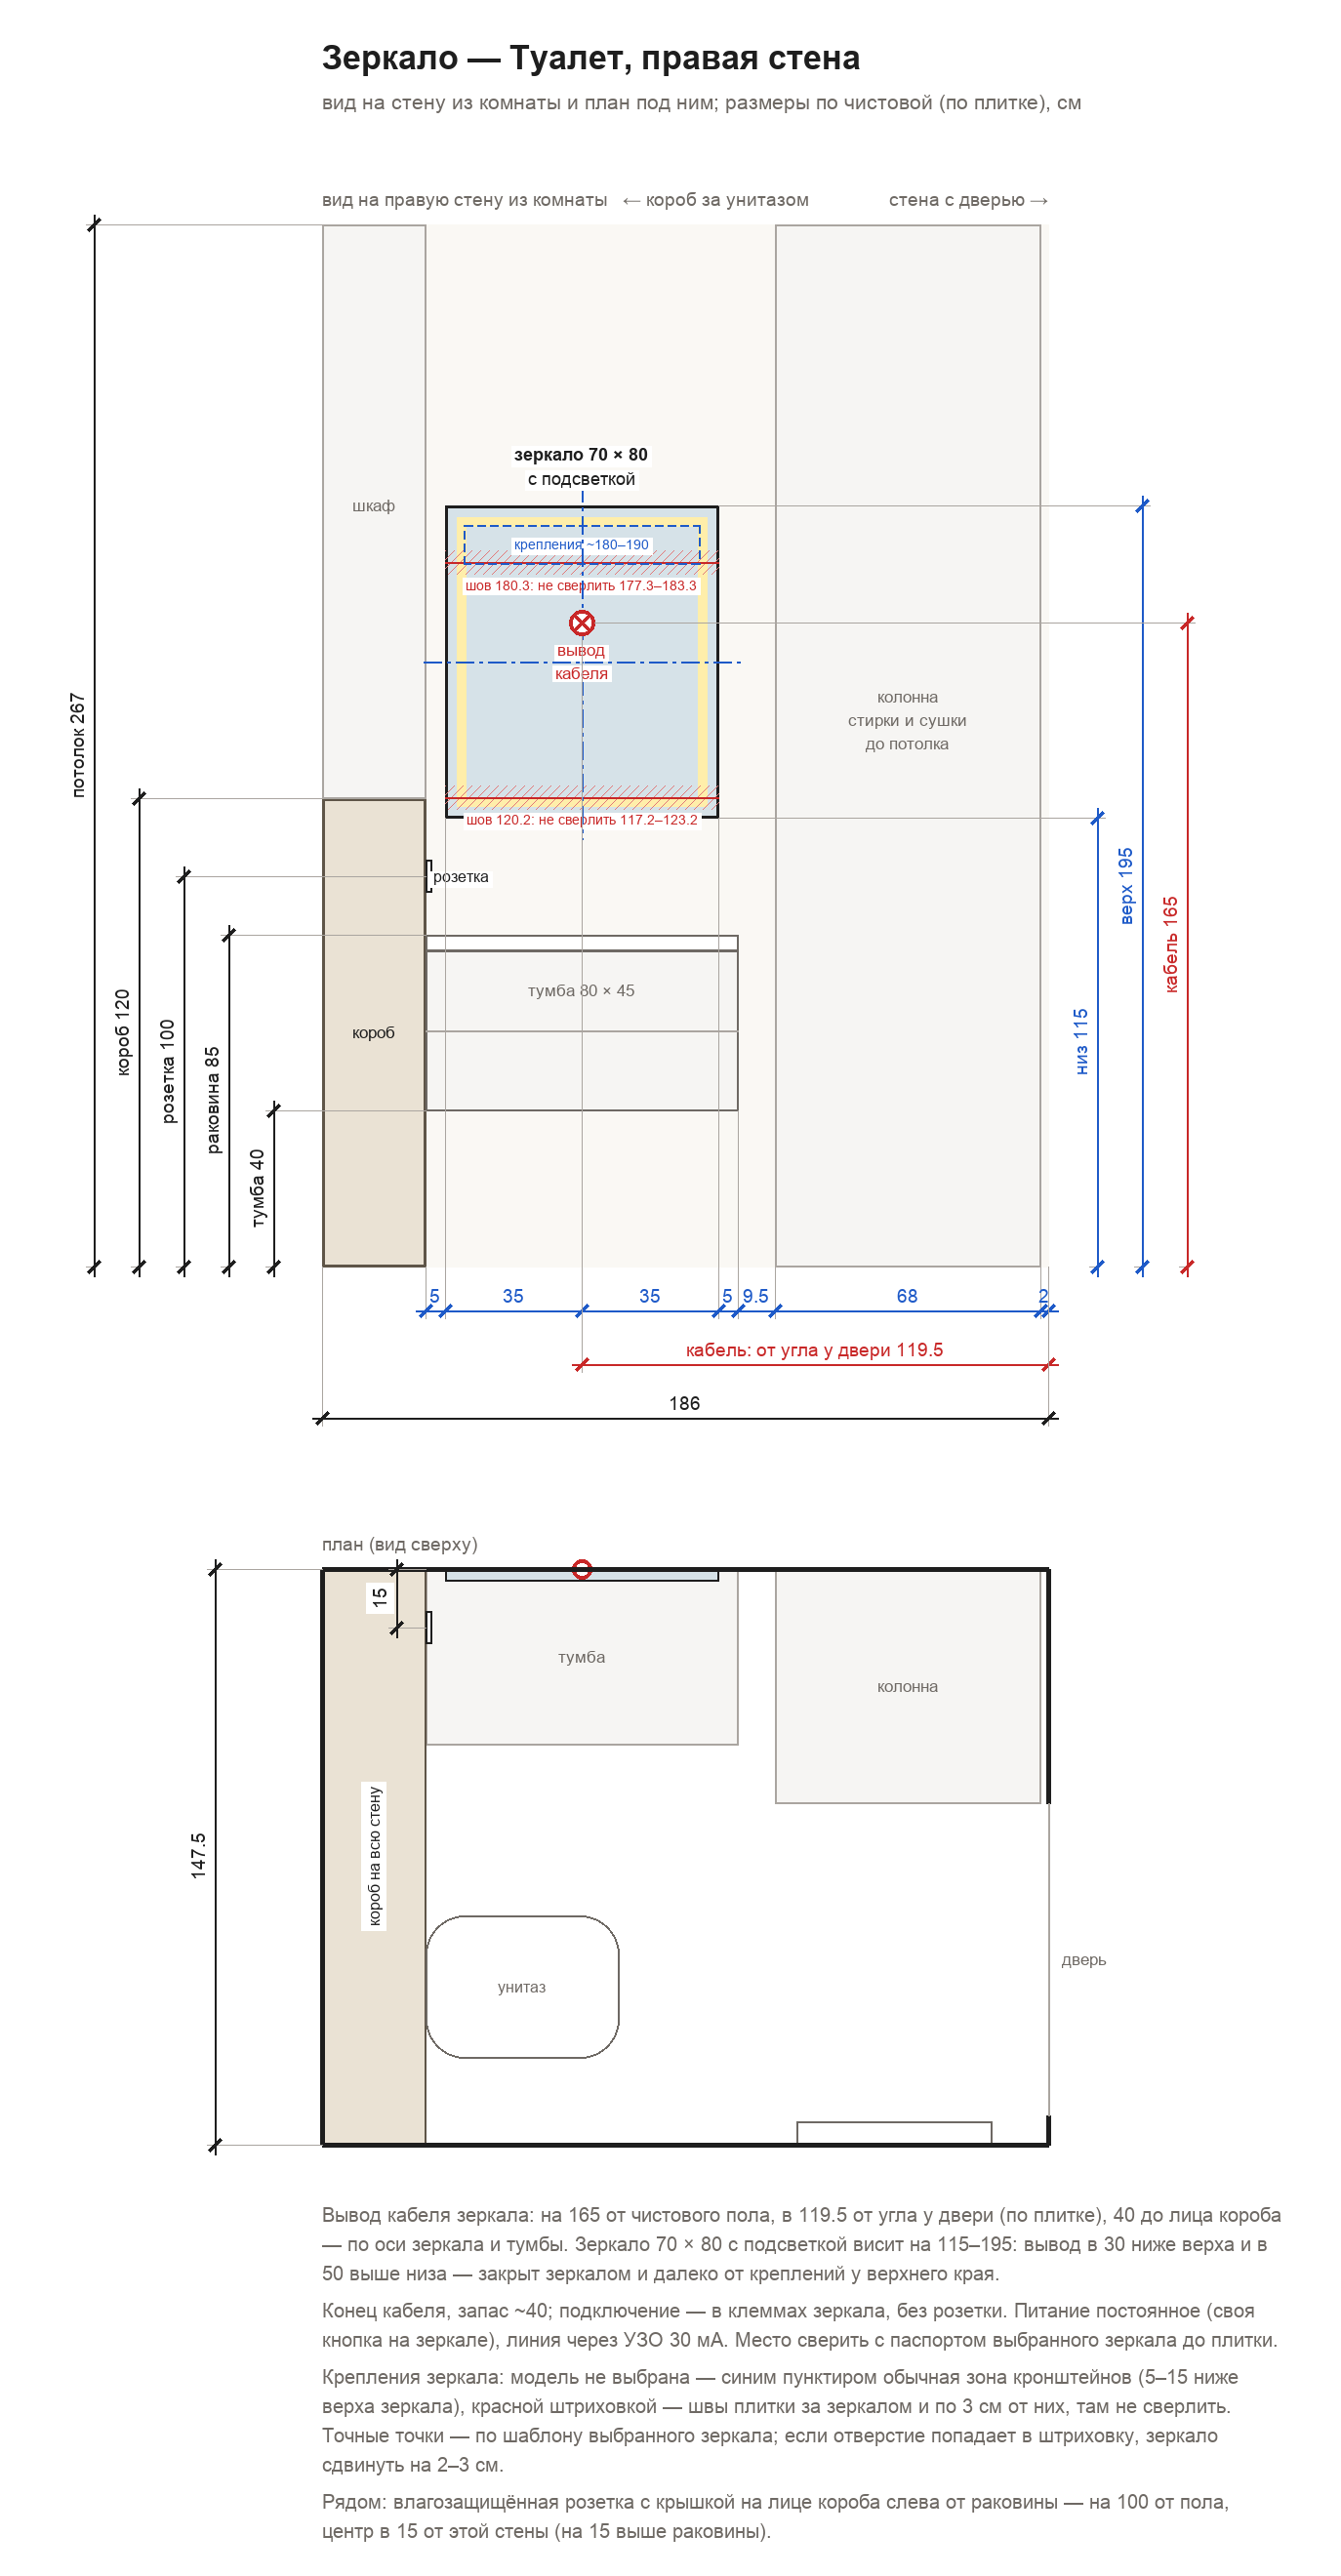 Зеркало — Туалет, правая стена
вид на стену из комнаты и план под ним; размеры по чистовой (по плитке), см
вид на правую стену из комнаты ← короб за унитазом стена с дверью →
зеркало 70 × 80
с подсветкой
шкаф
крепления ~180–190
шов 180.3: не сверлить 177.3–183.3
вывод
кабеля
колонна
стирки и сушки
до потолка
шов 120.2: не сверлить 117.2–123.2
розетка
тумба 80 × 45
короб
потолок 267
короб 120
розетка 100
раковина 85
тумба 40
низ 115
верх 195
кабель 165
5 35 35 5 9.5 68 2
кабель: от угла у двери 119.5
186
план (вид сверху)
15
тумба
колонна
короб на всю стену
147.5
унитаз
дверь
Вывод кабеля зеркала: на 165 от чистового пола, в 119.5 от угла у двери (по плитке), 40 до лица короба
— по оси зеркала и тумбы. Зеркало 70 × 80 с подсветкой висит на 115–195: вывод в 30 ниже верха и в
50 выше низа — закрыт зеркалом и далеко от креплений у верхнего края.
Конец кабеля, запас ~40; подключение — в клеммах зеркала, без розетки. Питание постоянное (своя
кнопка на зеркале), линия через УЗО 30 мА. Место сверить с паспортом выбранного зеркала до плитки.
Крепления зеркала: модель не выбрана — синим пунктиром обычная зона кронштейнов (5–15 ниже
верха зеркала), красной штриховкой — швы плитки за зеркалом и по 3 см от них, там не сверлить.
Точные точки — по шаблону выбранного зеркала; если отверстие попадает в штриховку, зеркало
сдвинуть на 2–3 см.
Рядом: влагозащищённая розетка с крышкой на лице короба слева от раковины — на 100 от пола,
центр в 15 от этой стены (на 15 выше раковины).